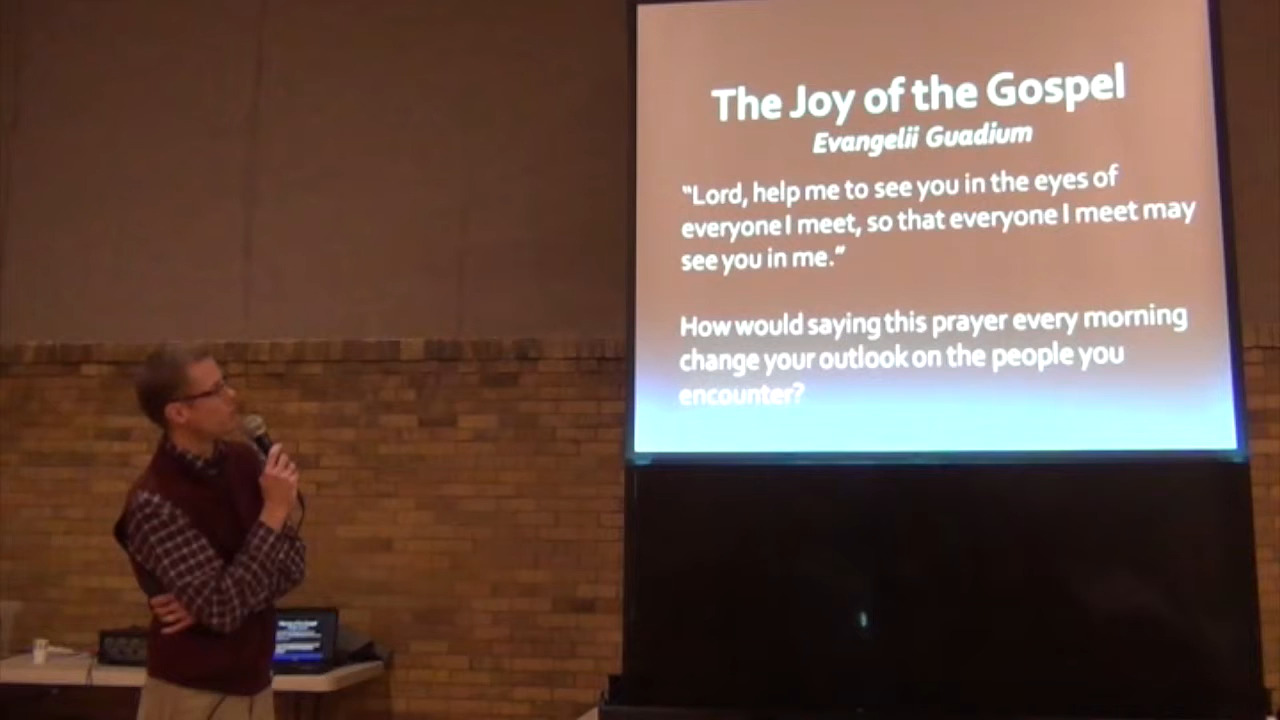 The Joy of the Gospel
Evangelii Guadium
"Lord, help me to see you in the eyes of
everyone I meet, so that everyone I meet may
see you in me."
How would saying this prayer every morning
change your outlook on the people you
encounter?